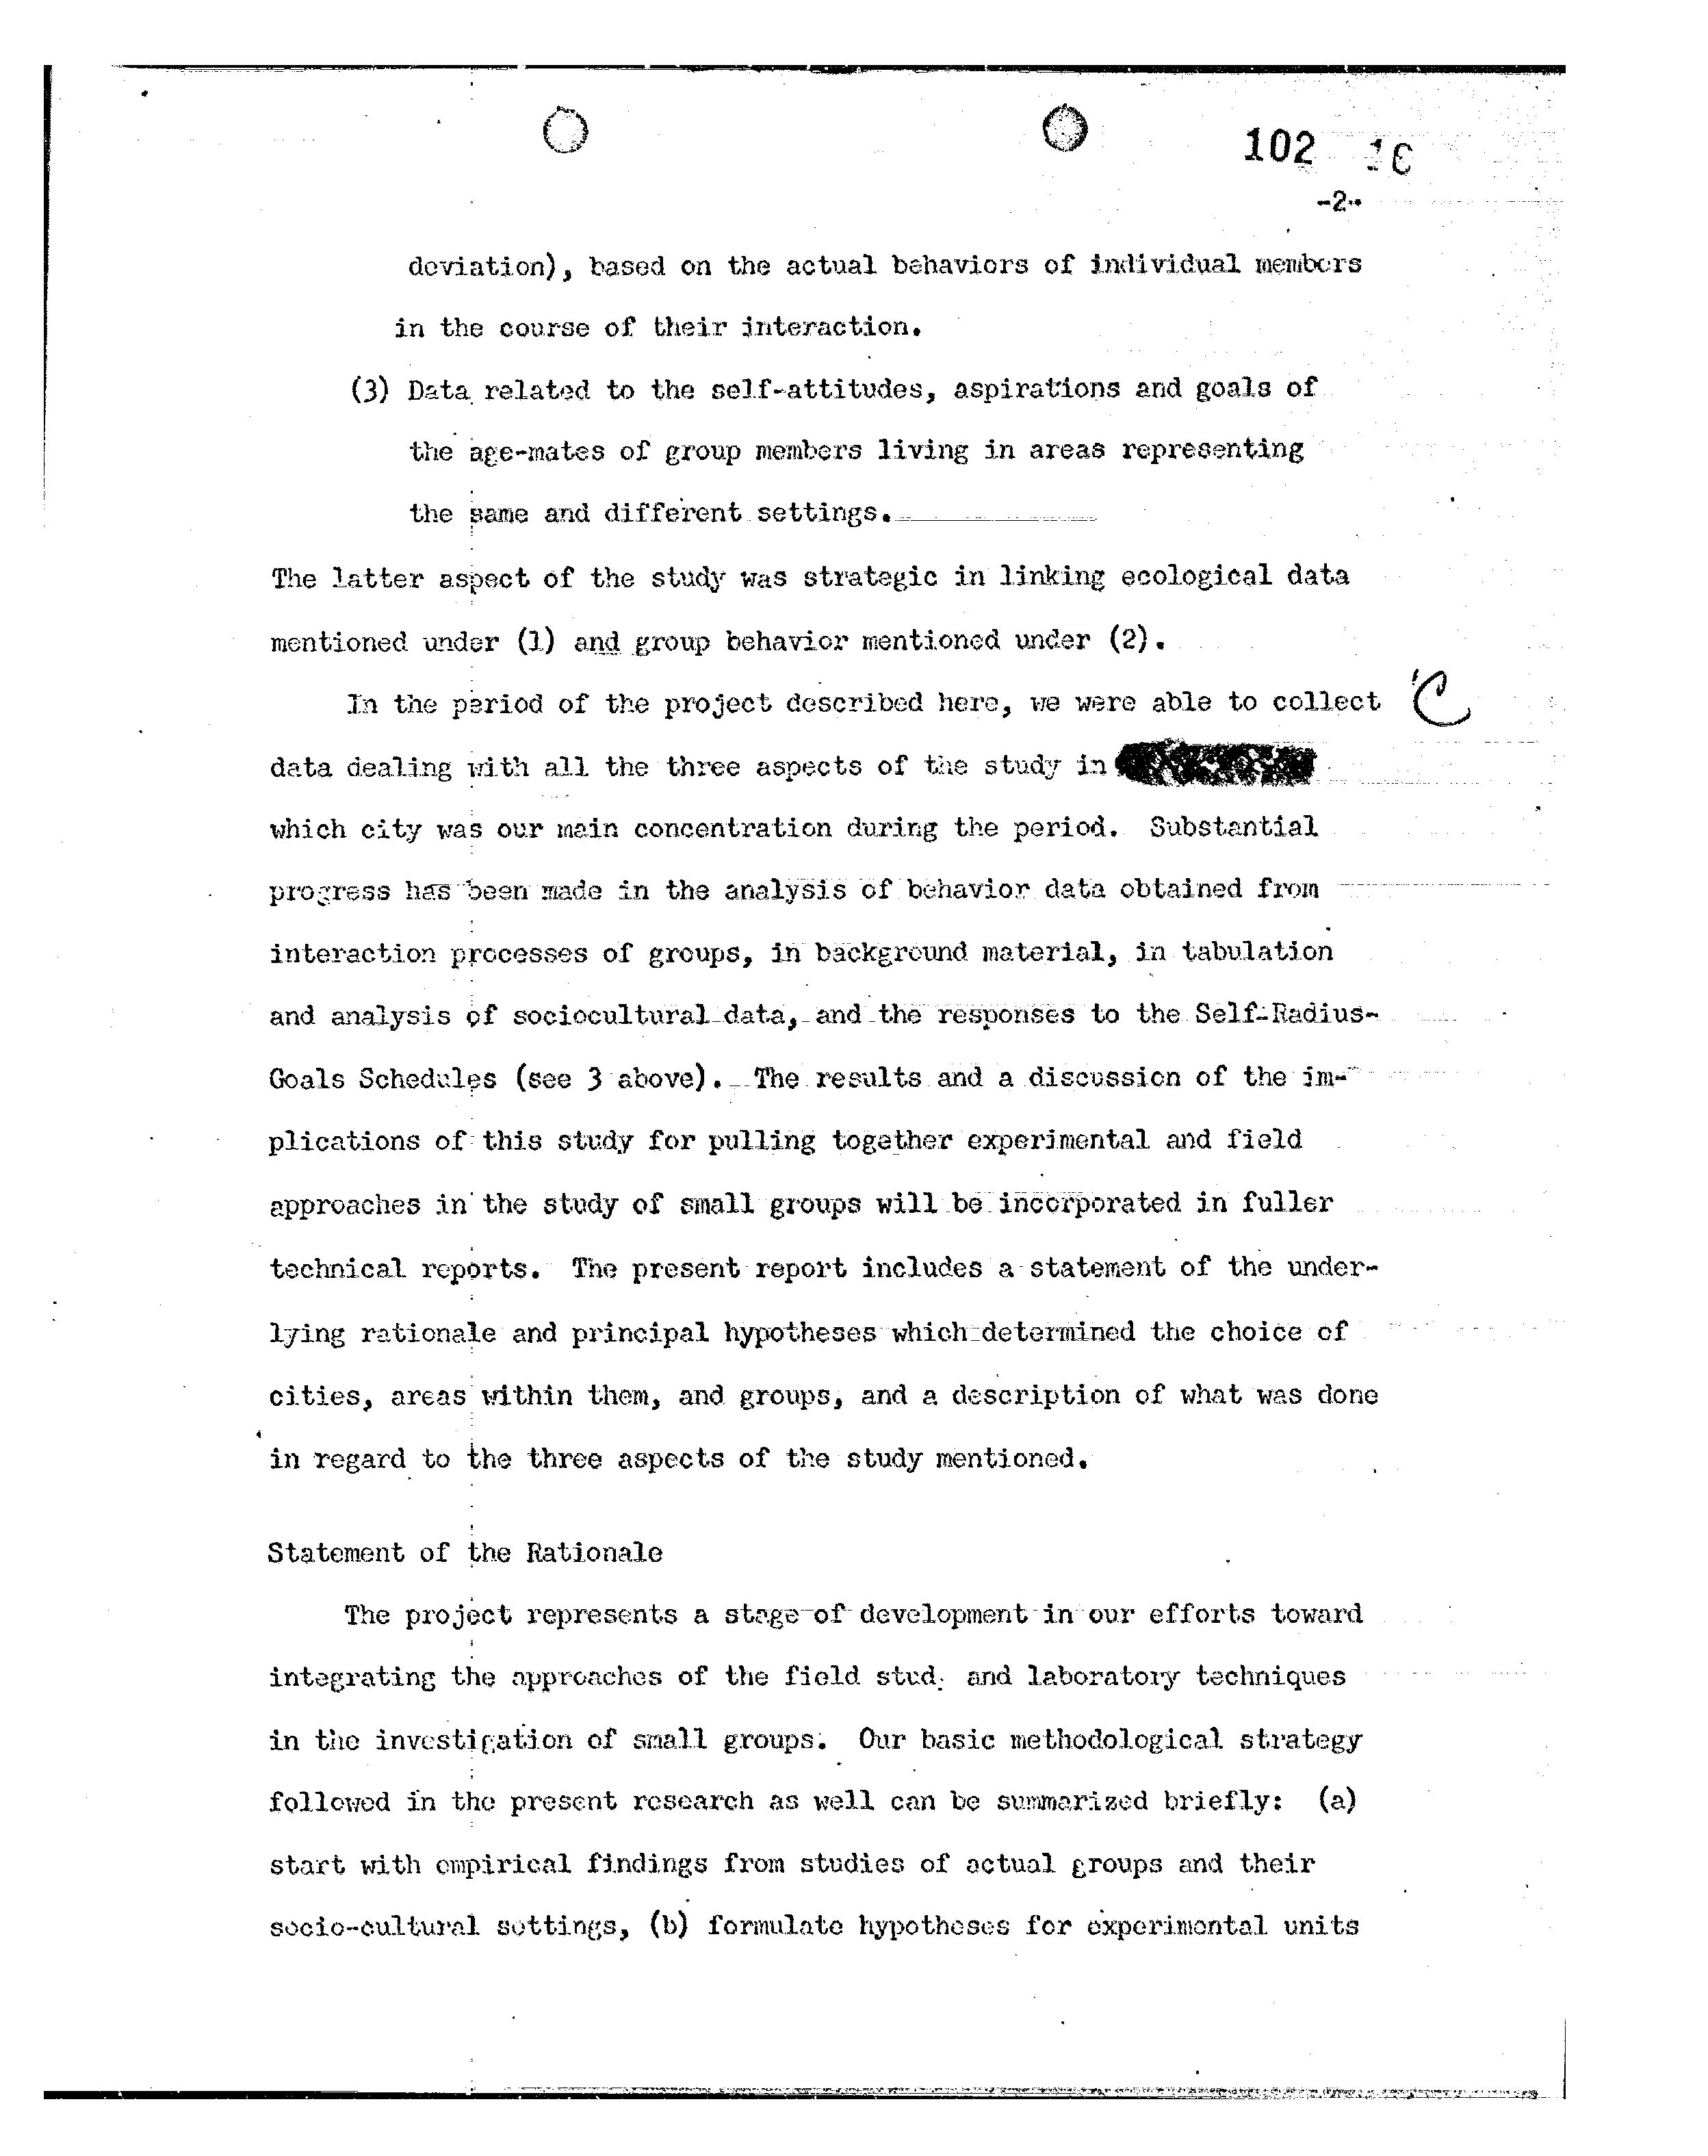 102 1C
-2-
deviation), based on the actual behaviors of individual members
in the course of their interaction.
(3) Data related to the self-attitudes, aspirations and goals of
the age-mates of group members living in areas representing
the same and different settings.
The latter aspect of the study was strategic in linking ecological data
mentioned under (1) and group behavior mentioned under (2).
In the period of the project described here, we were able to collect
C
data dealing with all the three aspects of the study in
which city was our main concentration during the period. Substantial
progress has been made in the analysis of behavior data obtained from
interaction processes of groups, in background material, in tabulation
and analysis of sociocultural data, and the responses to the Self-Radius-
Goals Schedules (see 3 above). The results and a discussion of the im-
plications of this study for pulling together experimental and field
approaches in the study of small groups will be incorporated in fuller
technical reports. The present report includes a statement of the under-
lying rationale and principal hypotheses which determined the choice of
cities, areas within them, and groups, and a description of what was done
in regard to the three aspects of the study mentioned.
Statement of the Rationale
The project represents a stage of development in our efforts toward
integrating the approaches of the field study and laboratory techniques
in the investigation of small groups. Our basic methodological strategy
followed in the present research as well can be summarized briefly: (a)
start with empirical findings from studies of actual groups and their
socio-cultural settings, (b) formulate hypotheses for experimental units